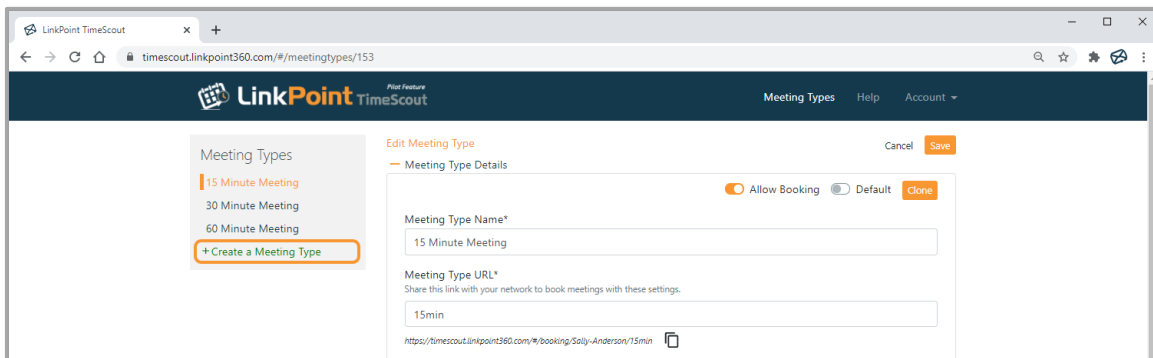 LinkPoint TimeScout
timescout.linkpoint360.com/#/meetingtypes/153
LinkPoint TimeScout
Pilot Feature
Meeting Types Help Account
Meeting Types
15 Minute Meeting
30 Minute Meeting
60 Minute Meeting
+ Create a Meeting Type
Edit Meeting Type
Cancel Save
Meeting Type Details
Allow Booking Default Clone
Meeting Type Name*
15 Minute Meeting
Meeting Type URL*
Share this link with your network to book meetings with these settings.
15min
https://timescout.linkpoint360.com/#/booking/Sally-Anderson/15min